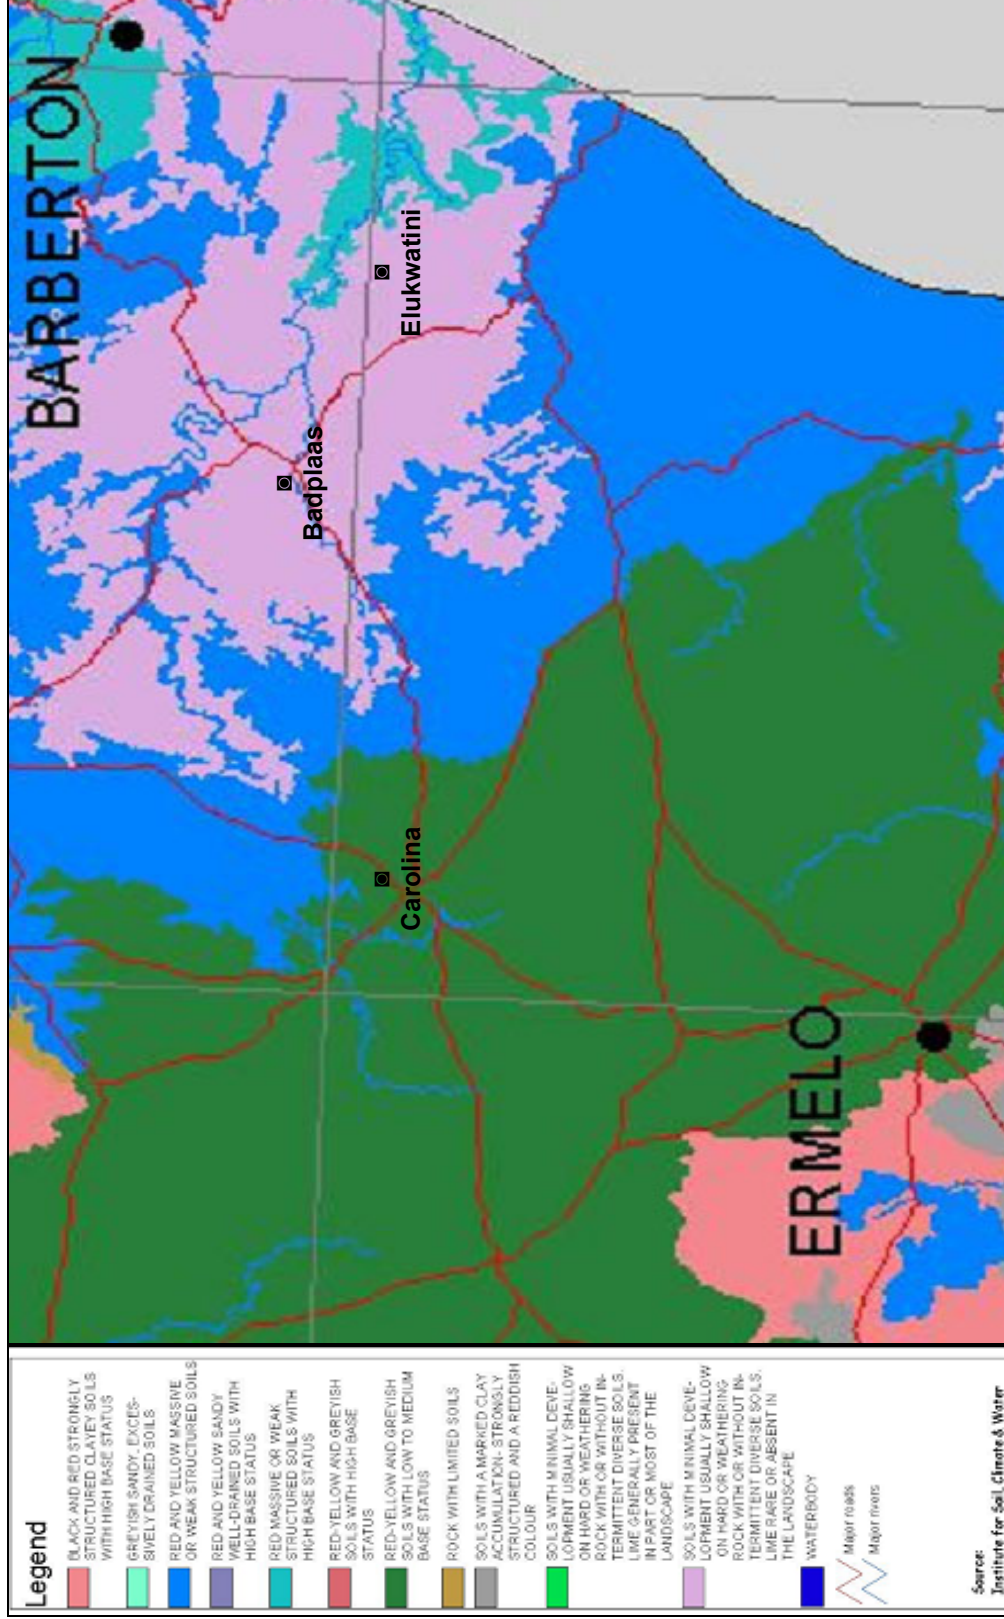 BARBERTON
Elukwatini
Badplaas
Carolina
ERMELO
Legend
BLACK AND RED STRONGLY
STRUCTURED CLAYEY SOILS
WITH HIGH BASE STATUS
GREYISH SANDY, EXCES-
SIVELY DRAINED SOILS
RED AND YELLOW MASSIVE
OR WEAK STRUCTURED SOILS
RED AND YELLOW SANDY
WELL-DRAINED SOILS WITH
HIGH BASE STATUS
RED MASSIVE OR WEAK
STRUCTURED SOILS WITH
HIGH BASE STATUS
RED-YELLOW AND GREYISH
SOILS WITH HIGH BASE
STATUS
RED-YELLOW AND GREYISH
SOILS WITH LOW TO MEDIUM
BASE STATUS
ROCK WITH LIMITED SOILS
SOILS WITH A MARKED CLAY
ACCUMULATION- STRONGLY
STRUCTURED AND A REDDISH
COLOUR
SOILS WITH MINIMAL DEVE-
LOPMENT USUALLY SHALLOW
ON HARD OR WEATHERING
ROCK WITH OR WITHOUT IN-
TERMITTENT DIVERSE SOILS.
LIME GENERALLY PRESENT
IN PART OR MOST OF THE
LANDSCAPE
SOILS WITH MINIMAL DEVE-
LOPMENT USUALLY SHALLOW
ON HARD OR WEATHERING
ROCK WITH OR WITHOUT IN-
TERMITTENT DIVERSE SOILS.
LIME RARE OR ABSENT IN
THE LANDSCAPE
WATERBODY
Major roads
Major rivers
Source:
Institute for Soil, Climate & Water